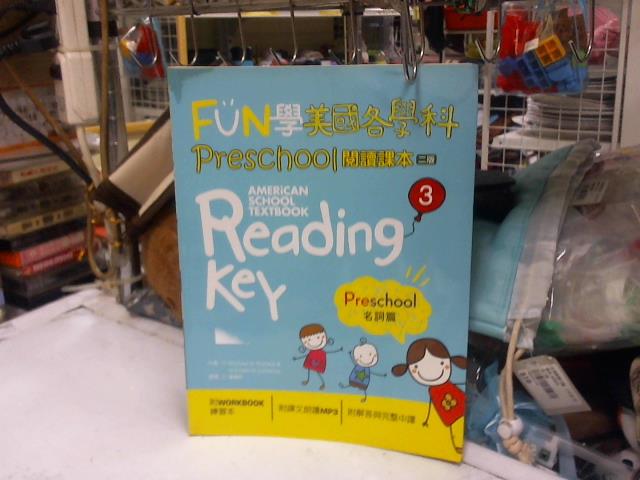 FÜN學美國各學科
Preschool 閱讀課本 二版
AMERiCAN
SCHOOL
TEXTBOOK
Reading
Key
3
Preschool
名詞篇
附WORKBOOK
練習本
附課文朗讀MP3
附解答與完整中譯